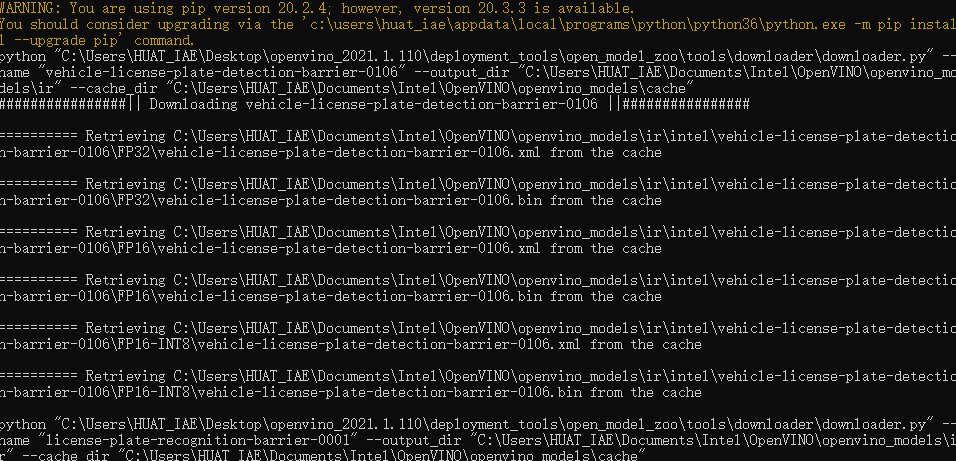 WARNING: You are using pip version 20.2.4; however, version 20.3.3 is available.
You should consider upgrading via the 'c:\users\huat_iae\appdata\local\programs\python\python36\python.exe -m pip instal
l --upgrade pip' command.
python "C:\Users\HUAT_IAE\Desktop\openvino_2021.1.110\deployment_tools\open_model_zoo\tools\downloader\downloader.py" --
name "vehicle-license-plate-detection-barrier-0106" --output_dir "C:\Users\HUAT_IAE\Documents\Intel\OpenVINO\openvino_mo
dels\ir" --cache_dir "C:\Users\HUAT_IAE\Documents\Intel\OpenVINO\openvino_models\cache"
################|| Downloading vehicle-license-plate-detection-barrier-0106 ||################
========== Retrieving C:\Users\HUAT_IAE\Documents\Intel\OpenVINO\openvino_models\ir\intel\vehicle-license-plate-detectio
n-barrier-0106\FP32\vehicle-license-plate-detection-barrier-0106.xml from the cache
========== Retrieving C:\Users\HUAT_IAE\Documents\Intel\OpenVINO\openvino_models\ir\intel\vehicle-license-plate-detectio
n-barrier-0106\FP32\vehicle-license-plate-detection-barrier-0106.bin from the cache
========== Retrieving C:\Users\HUAT_IAE\Documents\Intel\OpenVINO\openvino_models\ir\intel\vehicle-license-plate-detectio
n-barrier-0106\FP16\vehicle-license-plate-detection-barrier-0106.xml from the cache
========== Retrieving C:\Users\HUAT_IAE\Documents\Intel\OpenVINO\openvino_models\ir\intel\vehicle-license-plate-detectio
n-barrier-0106\FP16\vehicle-license-plate-detection-barrier-0106.bin from the cache
========== Retrieving C:\Users\HUAT_IAE\Documents\Intel\OpenVINO\openvino_models\ir\intel\vehicle-license-plate-detectio
n-barrier-0106\FP16-INT8\vehicle-license-plate-detection-barrier-0106.xml from the cache
========== Retrieving C:\Users\HUAT_IAE\Documents\Intel\OpenVINO\openvino_models\ir\intel\vehicle-license-plate-detectio
n-barrier-0106\FP16-INT8\vehicle-license-plate-detection-barrier-0106.bin from the cache
python "C:\Users\HUAT_IAE\Desktop\openvino_2021.1.110\deployment_tools\open_model_zoo\tools\downloader\downloader.py" --
name "license-plate-recognition-barrier-0001" --output_dir "C:\Users\HUAT_IAE\Documents\Intel\OpenVINO\openvino_models\i
r" --cache_dir "C:\Users\HUAT_IAE\Documents\Intel\OpenVINO\openvino_models\cache"